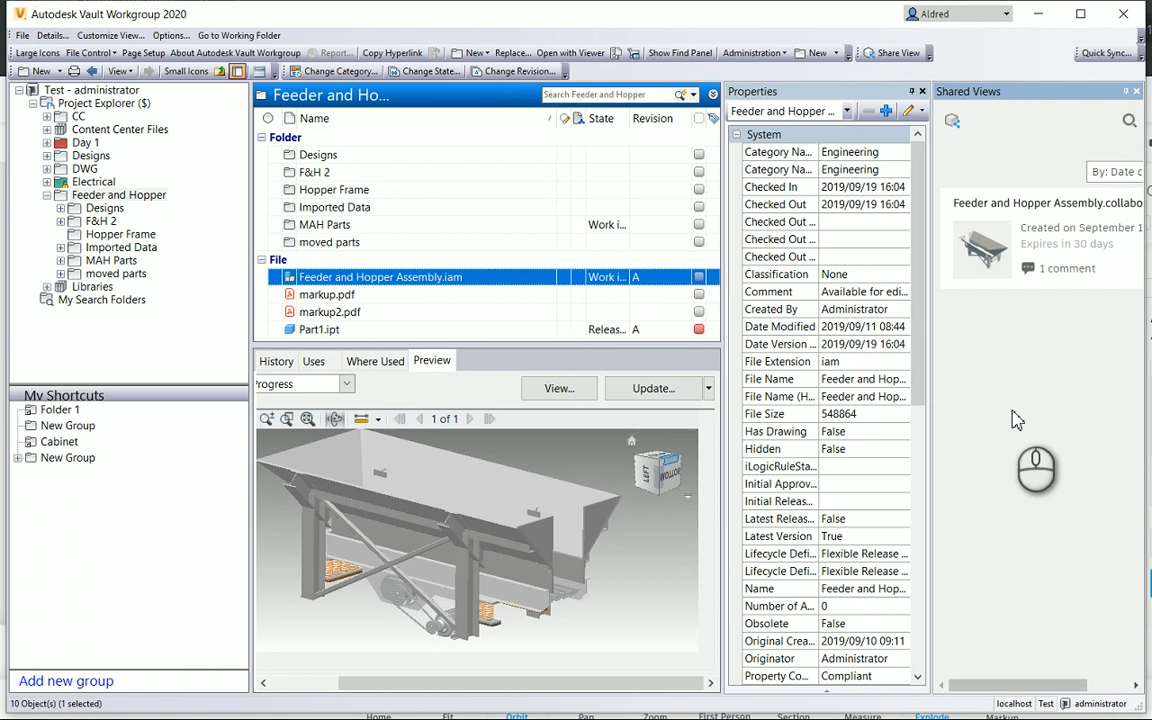 Autodesk Vault Workgroup 2020
Aldred
File Details... Customize View... Options... Go to Working Folder
Large Icons File Control Page Setup About Autodesk Vault Workgroup Report... Copy Hyperlink New Replace... Open with Viewer Show Find Panel Administration New Share View Quick Sync...
New View Small Icons Change Category... Change State... Change Revision...
Test - administrator
Project Explorer ($)
CC
Content Center Files
Day 1
Designs
DWG
Electrical
Feeder and Hopper
Designs
F&H 2
Hopper Frame
Imported Data
MAH Parts
moved parts
Libraries
My Search Folders
My Shortcuts
Folder 1
New Group
Cabinet
New Group
Add new group
Feeder and Ho...
Search Feeder and Hopper
Name State Revision
Folder
Designs
F&H 2
Hopper Frame
Imported Data
MAH Parts Work i...
moved parts
File
Feeder and Hopper Assembly.iam Work i... A
markup.pdf
markup2.pdf
Part1.ipt Releas... A
History Uses Where Used Preview
Progress View... Update...
1 of 1
LEFT BOTTOM
Properties
Feeder and Hopper ...
System
Category Na... Engineering
Category Na... Engineering
Checked In 2019/09/19 16:04
Checked Out 2019/09/19 16:04
Checked Out ...
Checked Out ...
Checked Out ...
Classification None
Comment Available for edi...
Created By Administrator
Date Modified 2019/09/11 08:44
Date Version ... 2019/09/19 16:04
File Extension iam
File Name Feeder and Hop...
File Name (H... Feeder and Hop...
File Size 548864
Has Drawing False
Hidden False
iLogicRuleSta...
Initial Approv...
Initial Releas...
Latest Releas... False
Latest Version True
Lifecycle Defi... Flexible Release ...
Lifecycle Defi... Flexible Release ...
Name Feeder and Hop...
Number of A... 0
Obsolete False
Original Crea... 2019/09/10 09:11
Originator Administrator
Property Co... Compliant
Shared Views
By: Date c
Feeder and Hopper Assembly.collabo
Created on September 1
Expires in 30 days
1 comment
10 Object(s) (1 selected)
localhost Test administrator
Home Fit Orbit Pan Zoom First Person Section Measure Explode Markup